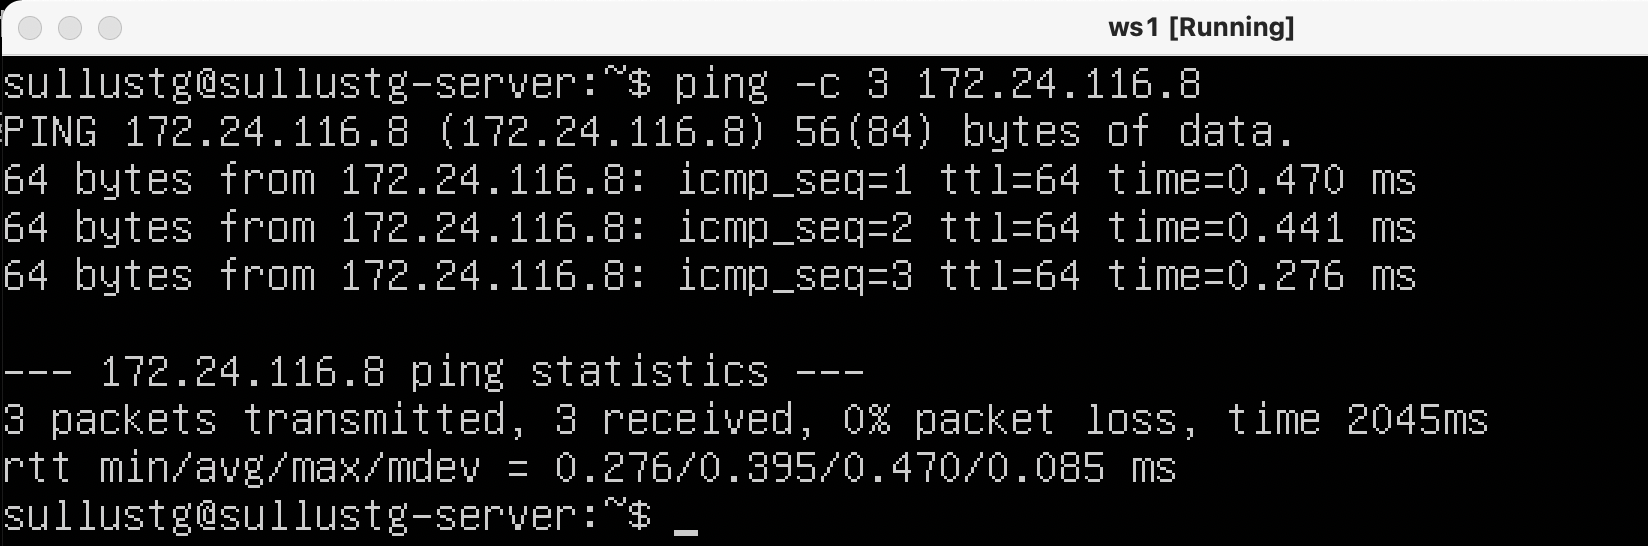 ws1 [Running]
sullustg@sullustg-server:~$ ping -c 3 172.24.116.8
PING 172.24.116.8 (172.24.116.8) 56(84) bytes of data.
64 bytes from 172.24.116.8: icmp_seq=1 ttl=64 time=0.470 ms
64 bytes from 172.24.116.8: icmp_seq=2 ttl=64 time=0.441 ms
64 bytes from 172.24.116.8: icmp_seq=3 ttl=64 time=0.276 ms
--- 172.24.116.8 ping statistics ---
3 packets transmitted, 3 received, 0% packet loss, time 2045ms
rtt min/avg/max/mdev = 0.276/0.395/0.470/0.085 ms
sullustg@sullustg-server:~$ _